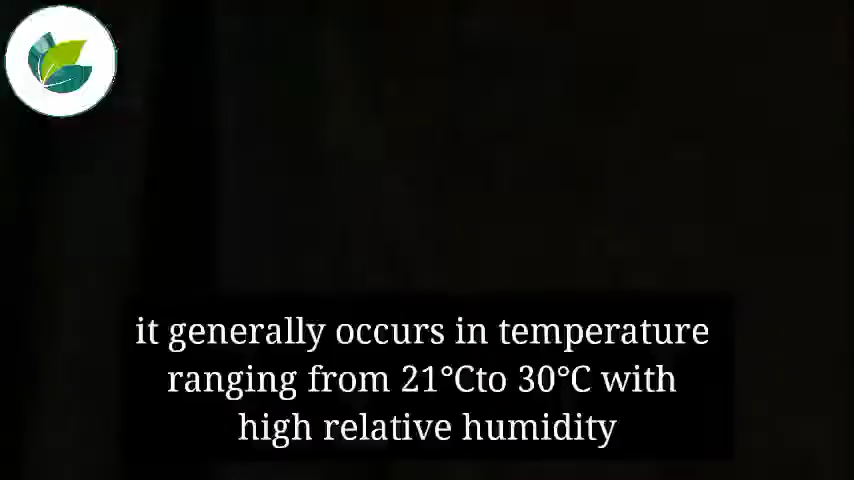 it generally occurs in temperature
ranging from 21°Cto 30°C with
high relative humidity